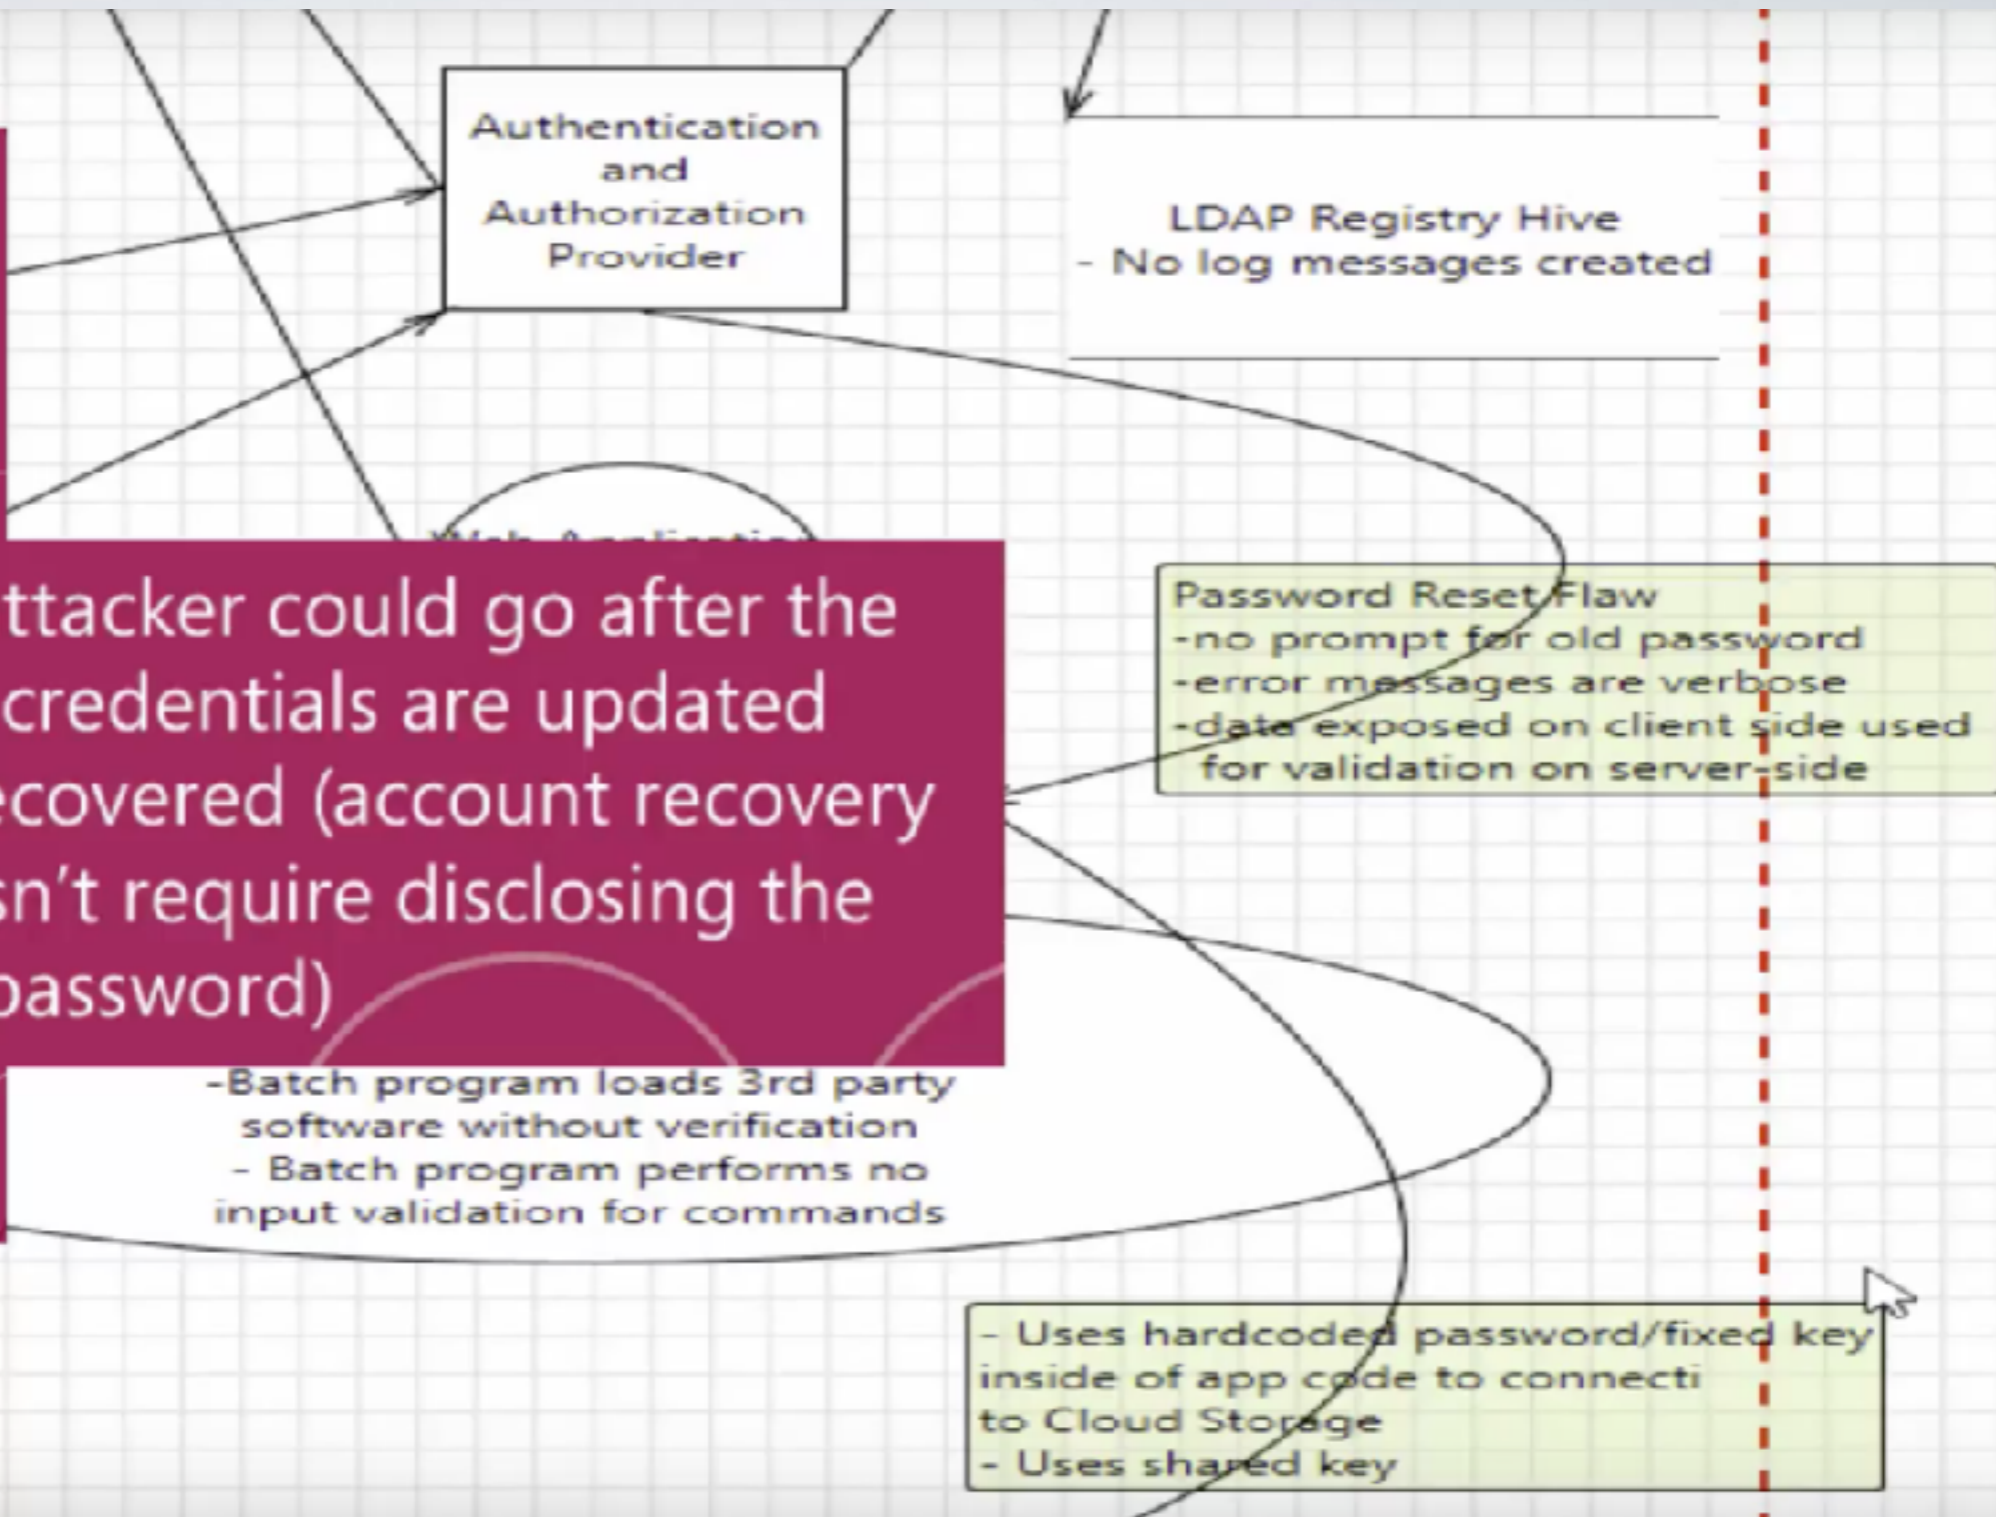 Authentication
and
Authorization
Provider
LDAP Registry Hive
- No log messages created
Web Application
ttacker could go after the
credentials are updated
ecovered (account recovery
sn't require disclosing the
password)
Password Reset Flaw
-no prompt for old password
-error messages are verbose
-data exposed on client side used
for validation on server-side
-Batch program loads 3rd party
software without verification
- Batch program performs no
input validation for commands
- Uses hardcoded password/fixed key
inside of app code to connecti
to Cloud Storage
- Uses shared key